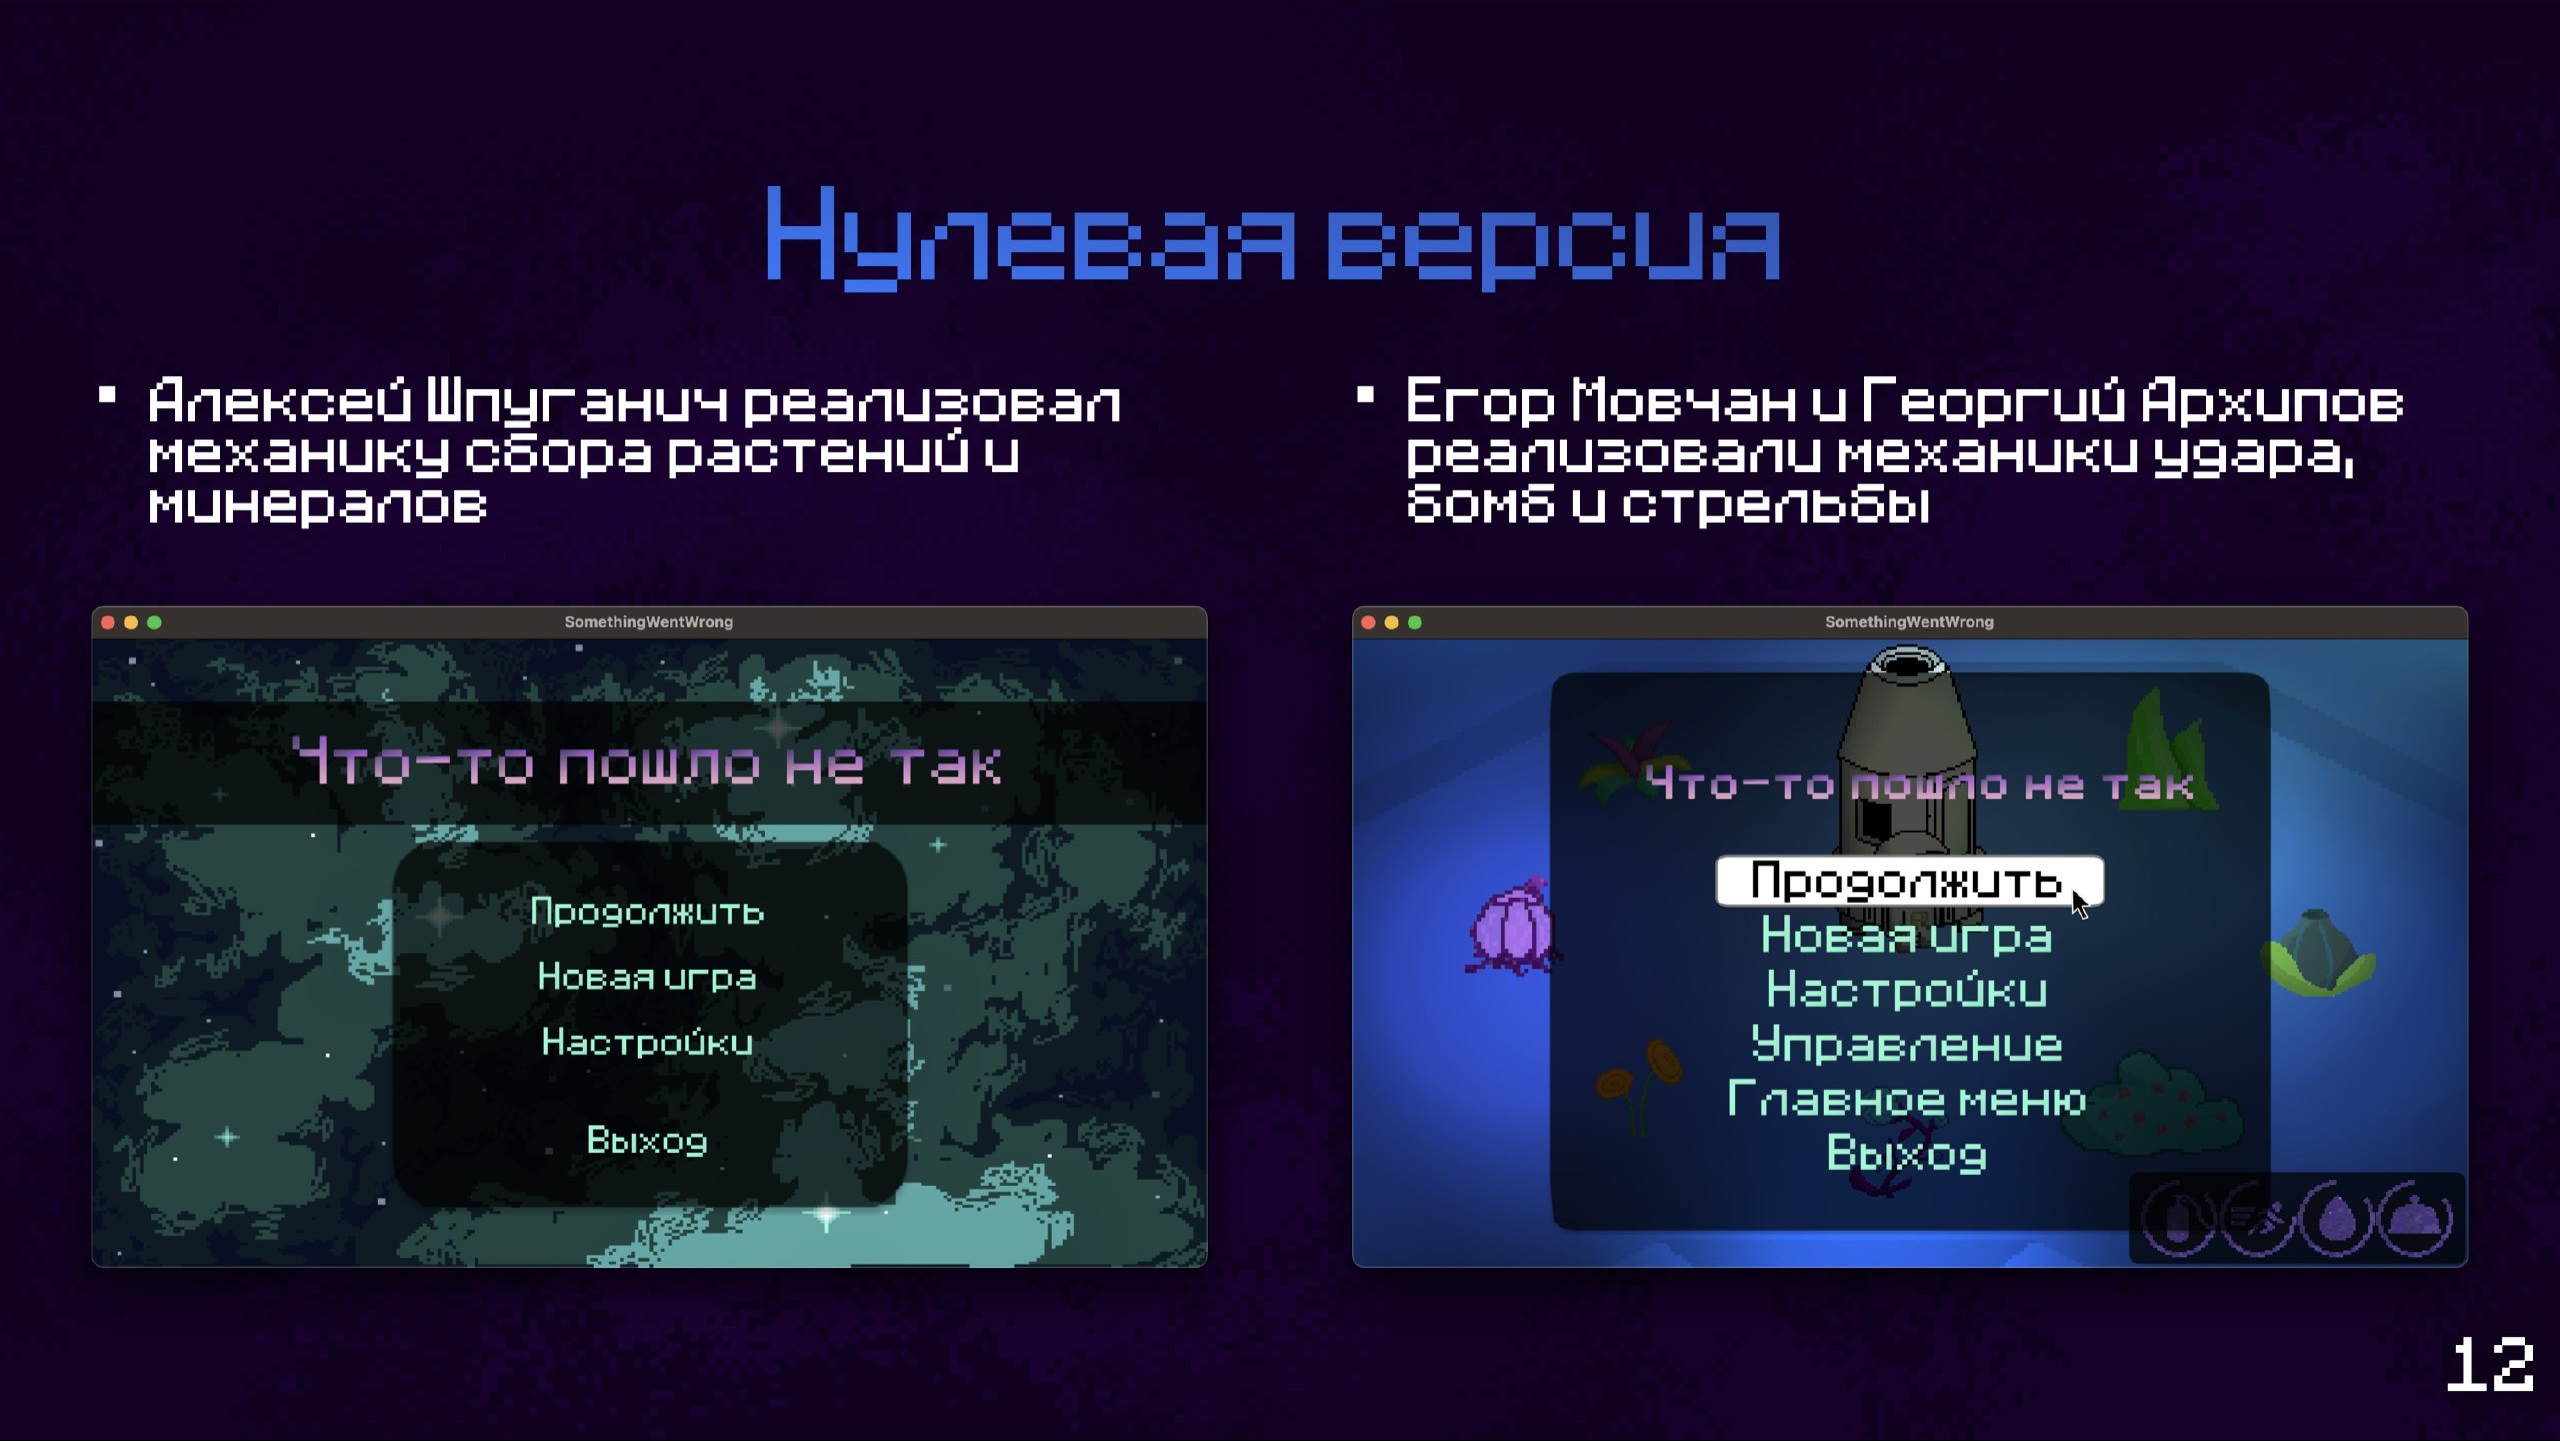 Нулевая версия
▪ Алексей Шпуганич реализовал
механику сбора растений и
минералов
▪ Егор Мовчан и Георгий Архипов
реализовали механики удара,
бомб и стрельбы
SomethingWentWrong
Что-то пошло не так
Продолжить
Новая игра
Настройки
Выход
SomethingWentWrong
Что-то пошло не так
Продолжить
Новая игра
Настройки
Управление
Главное меню
Выход
12